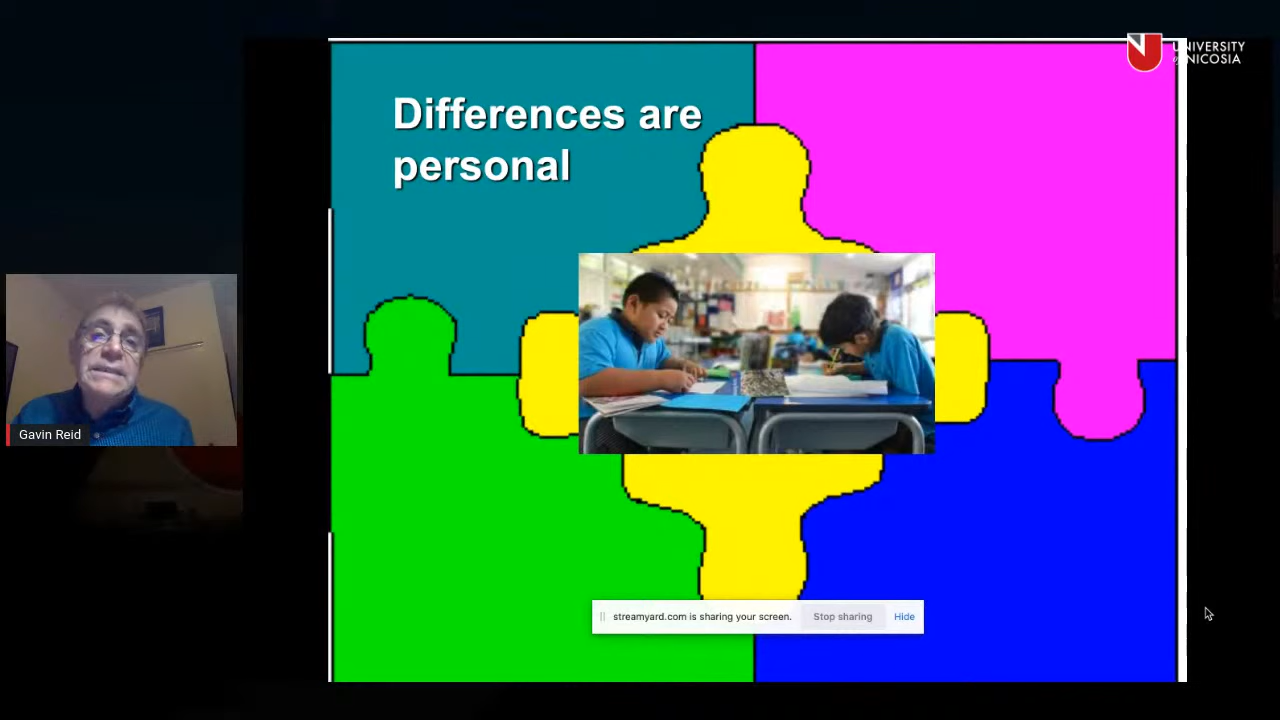 UNIVERSITY
of NICOSIA
Differences are
personal
Gavin Reid
streamyard.com is sharing your screen. Stop sharing Hide